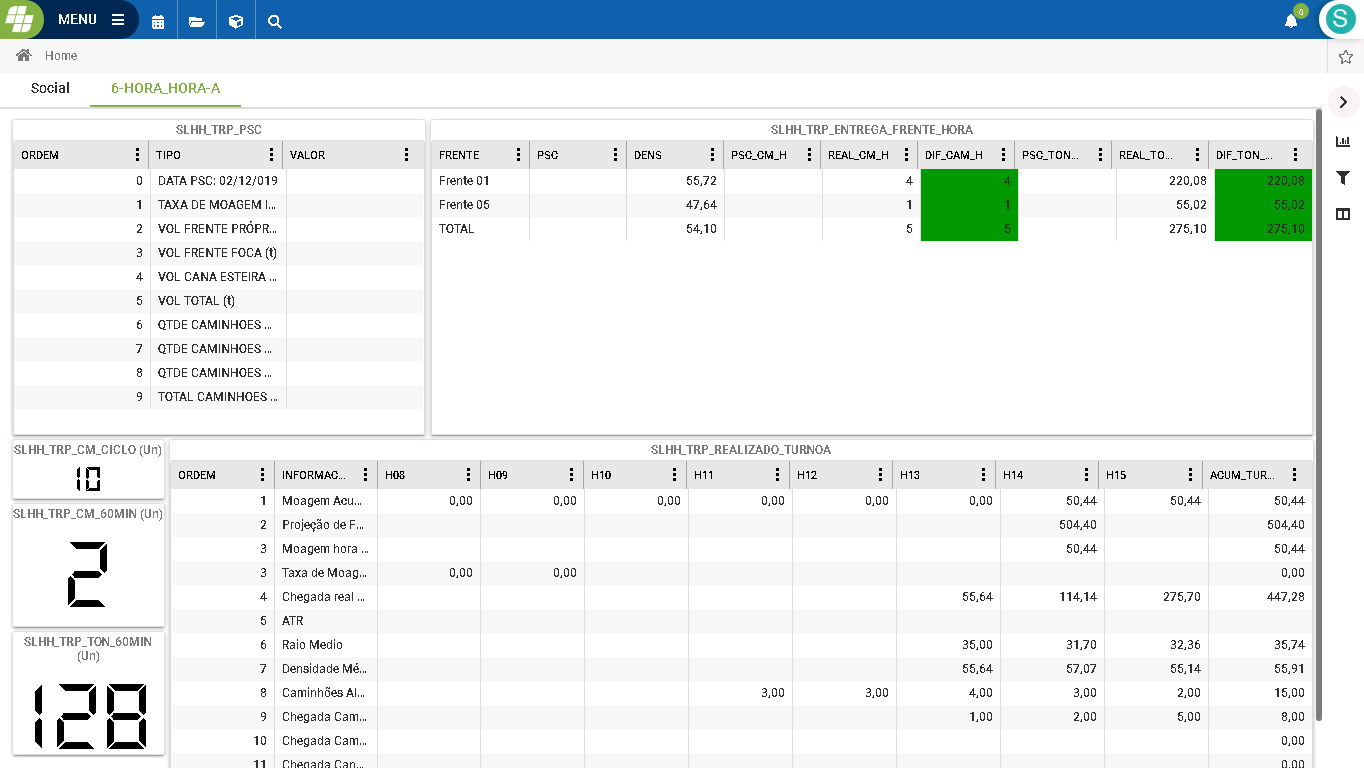 MENU
0
S
Home
Social 6-HORA_HORA-A
SLHH_TRP_PSC
ORDEM TIPO VALOR
0 DATA PSC: 02/12/019
1 TAXA DE MOAGEM I...
2 VOL FRENTE PRÓPR...
3 VOL FRENTE FOCA (t)
4 VOL CANA ESTEIRA ...
5 VOL TOTAL (t)
6 QTDE CAMINHOES ...
7 QTDE CAMINHOES ...
8 QTDE CAMINHOES ...
9 TOTAL CAMINHOES ...
SLHH_TRP_ENTREGA_FRENTE_HORA
FRENTE PSC DENS PSC_CM_H REAL_CM_H DIF_CAM_H PSC_TON... REAL_TO... DIF_TON_...
Frente 01 55,72 4 4 220,08 220,08
Frente 05 47,64 1 1 55,02 55,02
TOTAL 54,10 5 5 275,10 275,10
SLHH_TRP_CM_CICLO (Un)
10
SLHH_TRP_CM_60MIN (Un)
2
SLHH_TRP_TON_60MIN
(Un)
128
SLHH_TRP_REALIZADO_TURNOA
ORDEM INFORMAC... H08 H09 H10 H11 H12 H13 H14 H15 ACUM_TUR...
1 Moagem Acu... 0,00 0,00 0,00 0,00 0,00 0,00 50,44 50,44 50,44
2 Projeção de F... 504,40 504,40
3 Moagem hora ... 50,44 50,44
3 Taxa de Moag... 0,00 0,00 0,00
4 Chegada real ... 55,64 114,14 275,70 447,28
5 ATR
6 Raio Medio 35,00 31,70 32,36 35,74
7 Densidade Mé... 55,64 57,07 55,14 55,91
8 Caminhões Al... 3,00 3,00 4,00 3,00 2,00 15,00
9 Chegada Cam... 1,00 2,00 5,00 8,00
10 Chegada Cam... 0,00
11 Chegada Can... 0,00